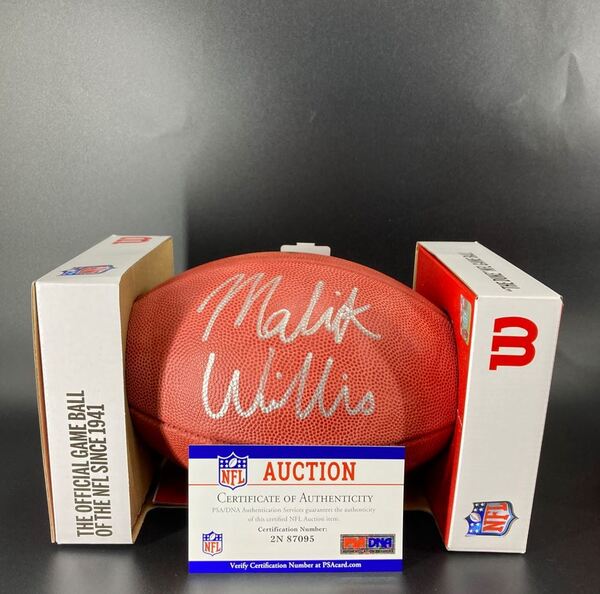 THE OFFICIAL GAME BALL
OF THE NFL SINCE 1941
W
Malik
Willis
W
NFL
NFL AUCTION
CERTIFICATE OF AUTHENTICITY
PSA/DNA Authentication Services guarantees the authenticity
of this certified NFL Auction item.
Certification Number:
2N 87095
NFL
PSA DNA
Verify Certification Number at PSAcard.com